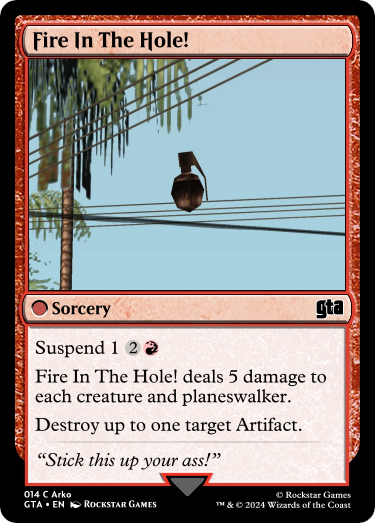 Fire In The Hole!
Sorcery
gta
Suspend 1 2
Fire In The Hole! deals 5 damage to
each creature and planeswalker.
Destroy up to one target Artifact.
“Stick this up your ass!”
014 C Arko
GTA • EN Rockstar Games
© Rockstar Games
™ & © 2024 Wizards of the Coast